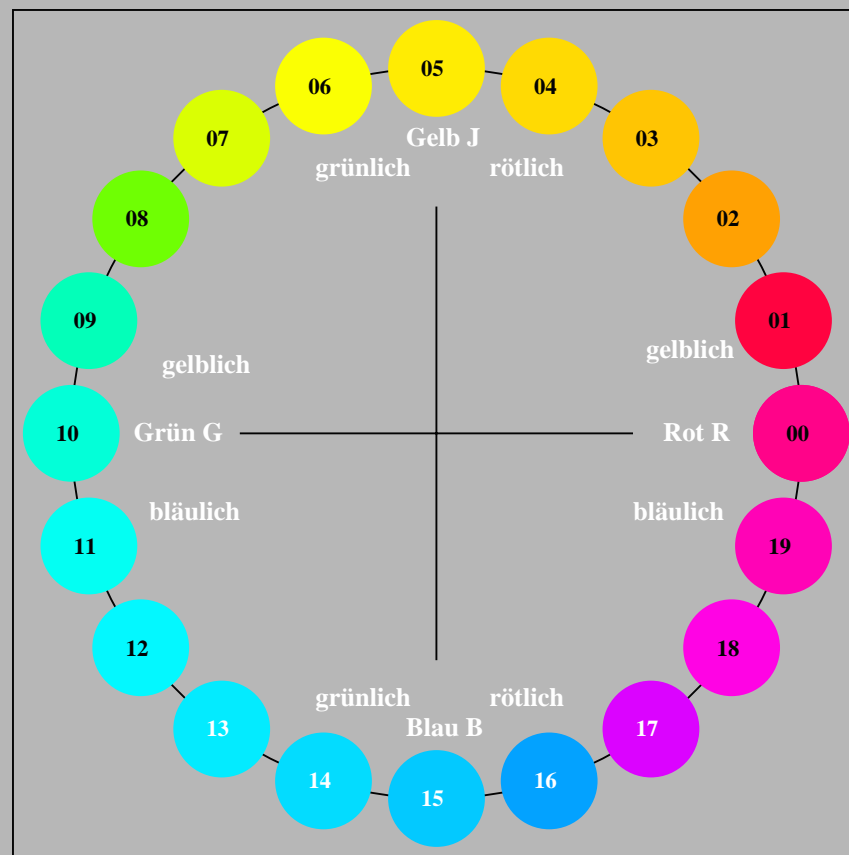 05
06
04
07
Gelb J
03
grünlich
rötlich
08
02
09
01
gelblich
gelblich
10
Grün G
Rot R
00
bläulich
bläulich
11
19
12
18
grünlich
rötlich
13
Blau B
17
14
16
15